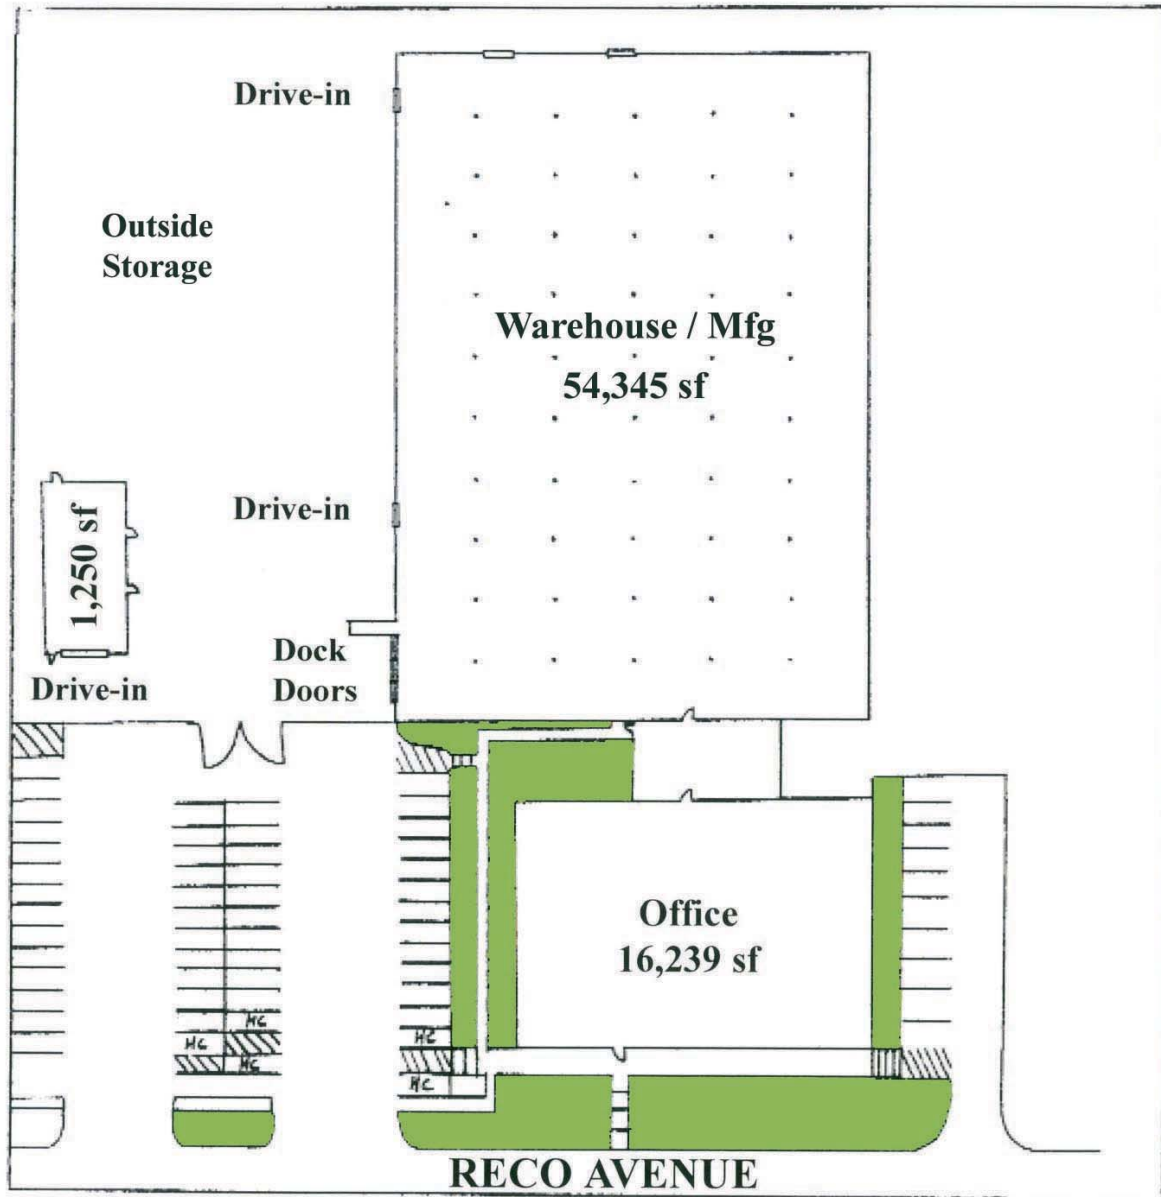 Drive-in
Outside
Storage
Warehouse / Mfg
54,345 sf
Drive-in
1,250 sf
Dock
Doors
Drive-in
Office
16,239 sf
HC
HC
HC
HC
HC
RECO AVENUE